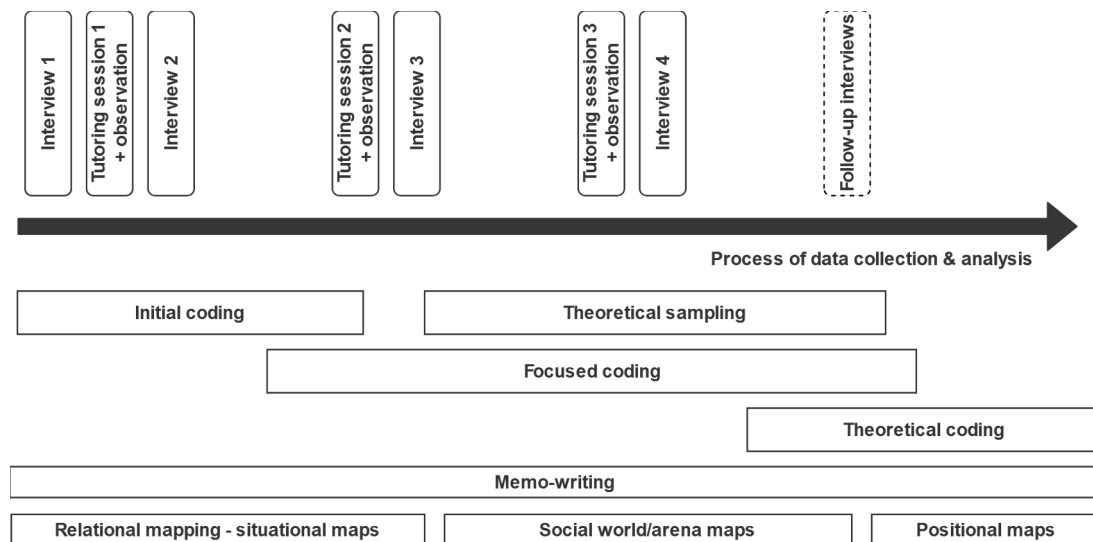 Interview 1
Tutoring session 1
+ observation
Interview 2
Tutoring session 2
+ observation
Interview 3
Tutoring session 3
+ observation
Interview 4
Follow-up interviews
Process of data collection & analysis
Initial coding
Theoretical sampling
Focused coding
Theoretical coding
Memo-writing
Relational mapping - situational maps
Social world/arena maps
Positional maps